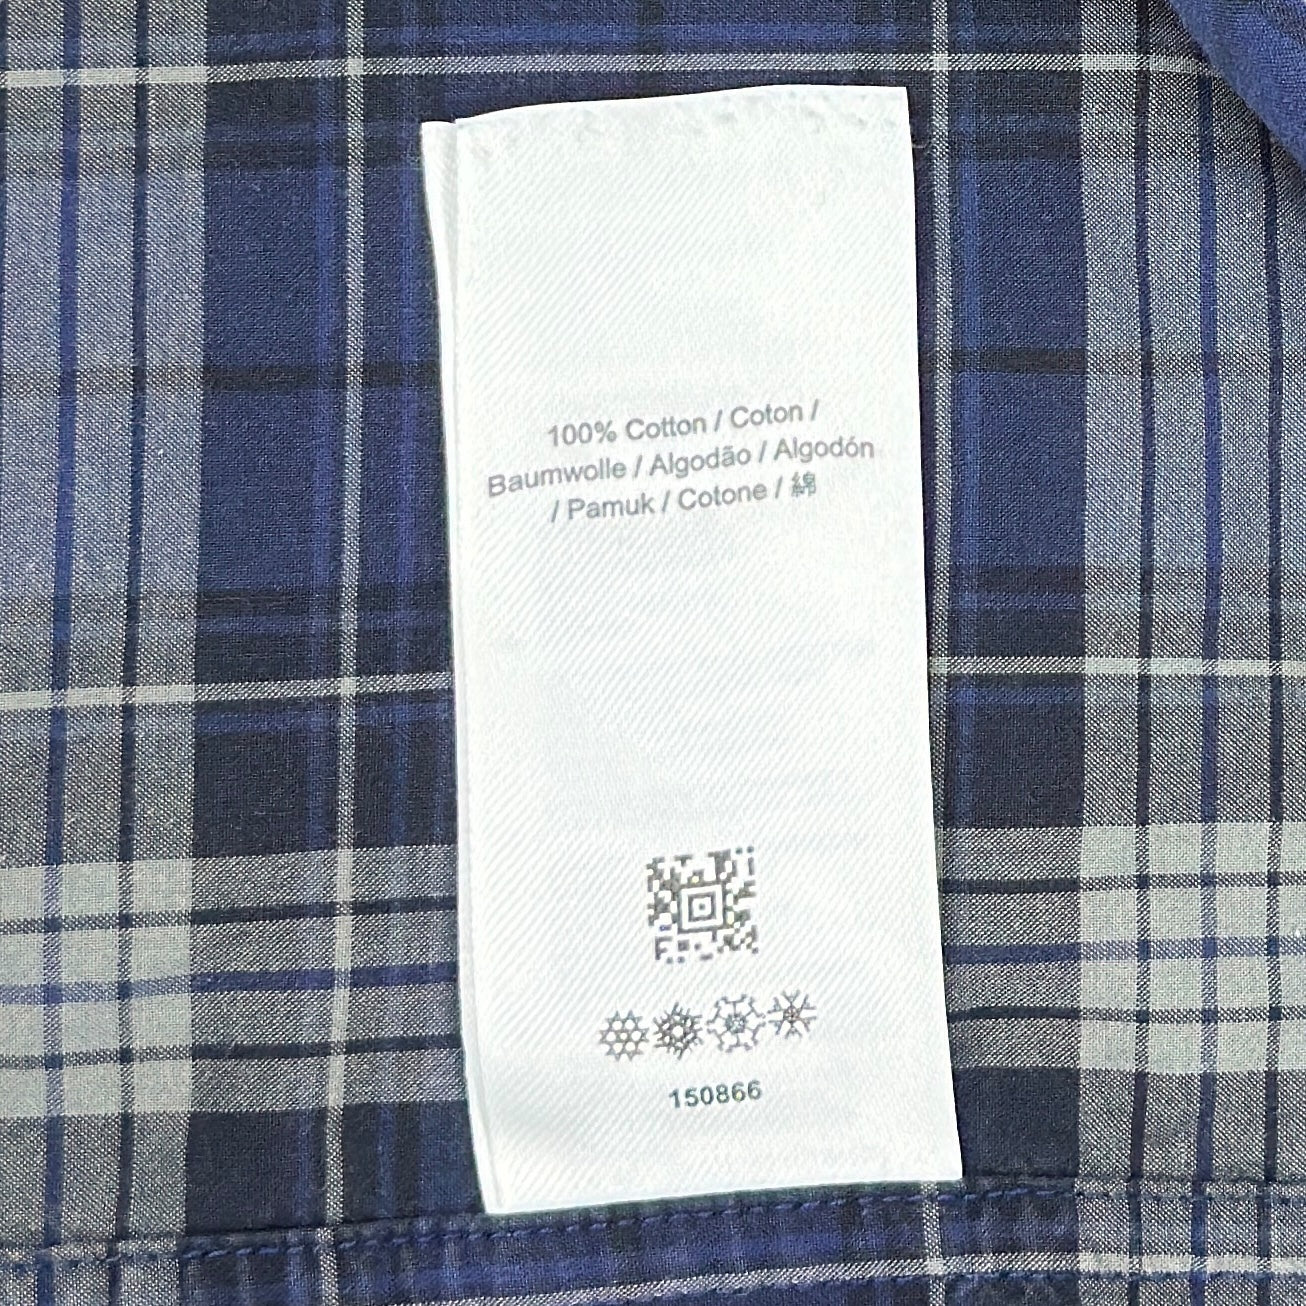 100% Cotton / Coton /
Baumwolle / Algodão / Algodón
/ Pamuk / Cotone / 綿
150866